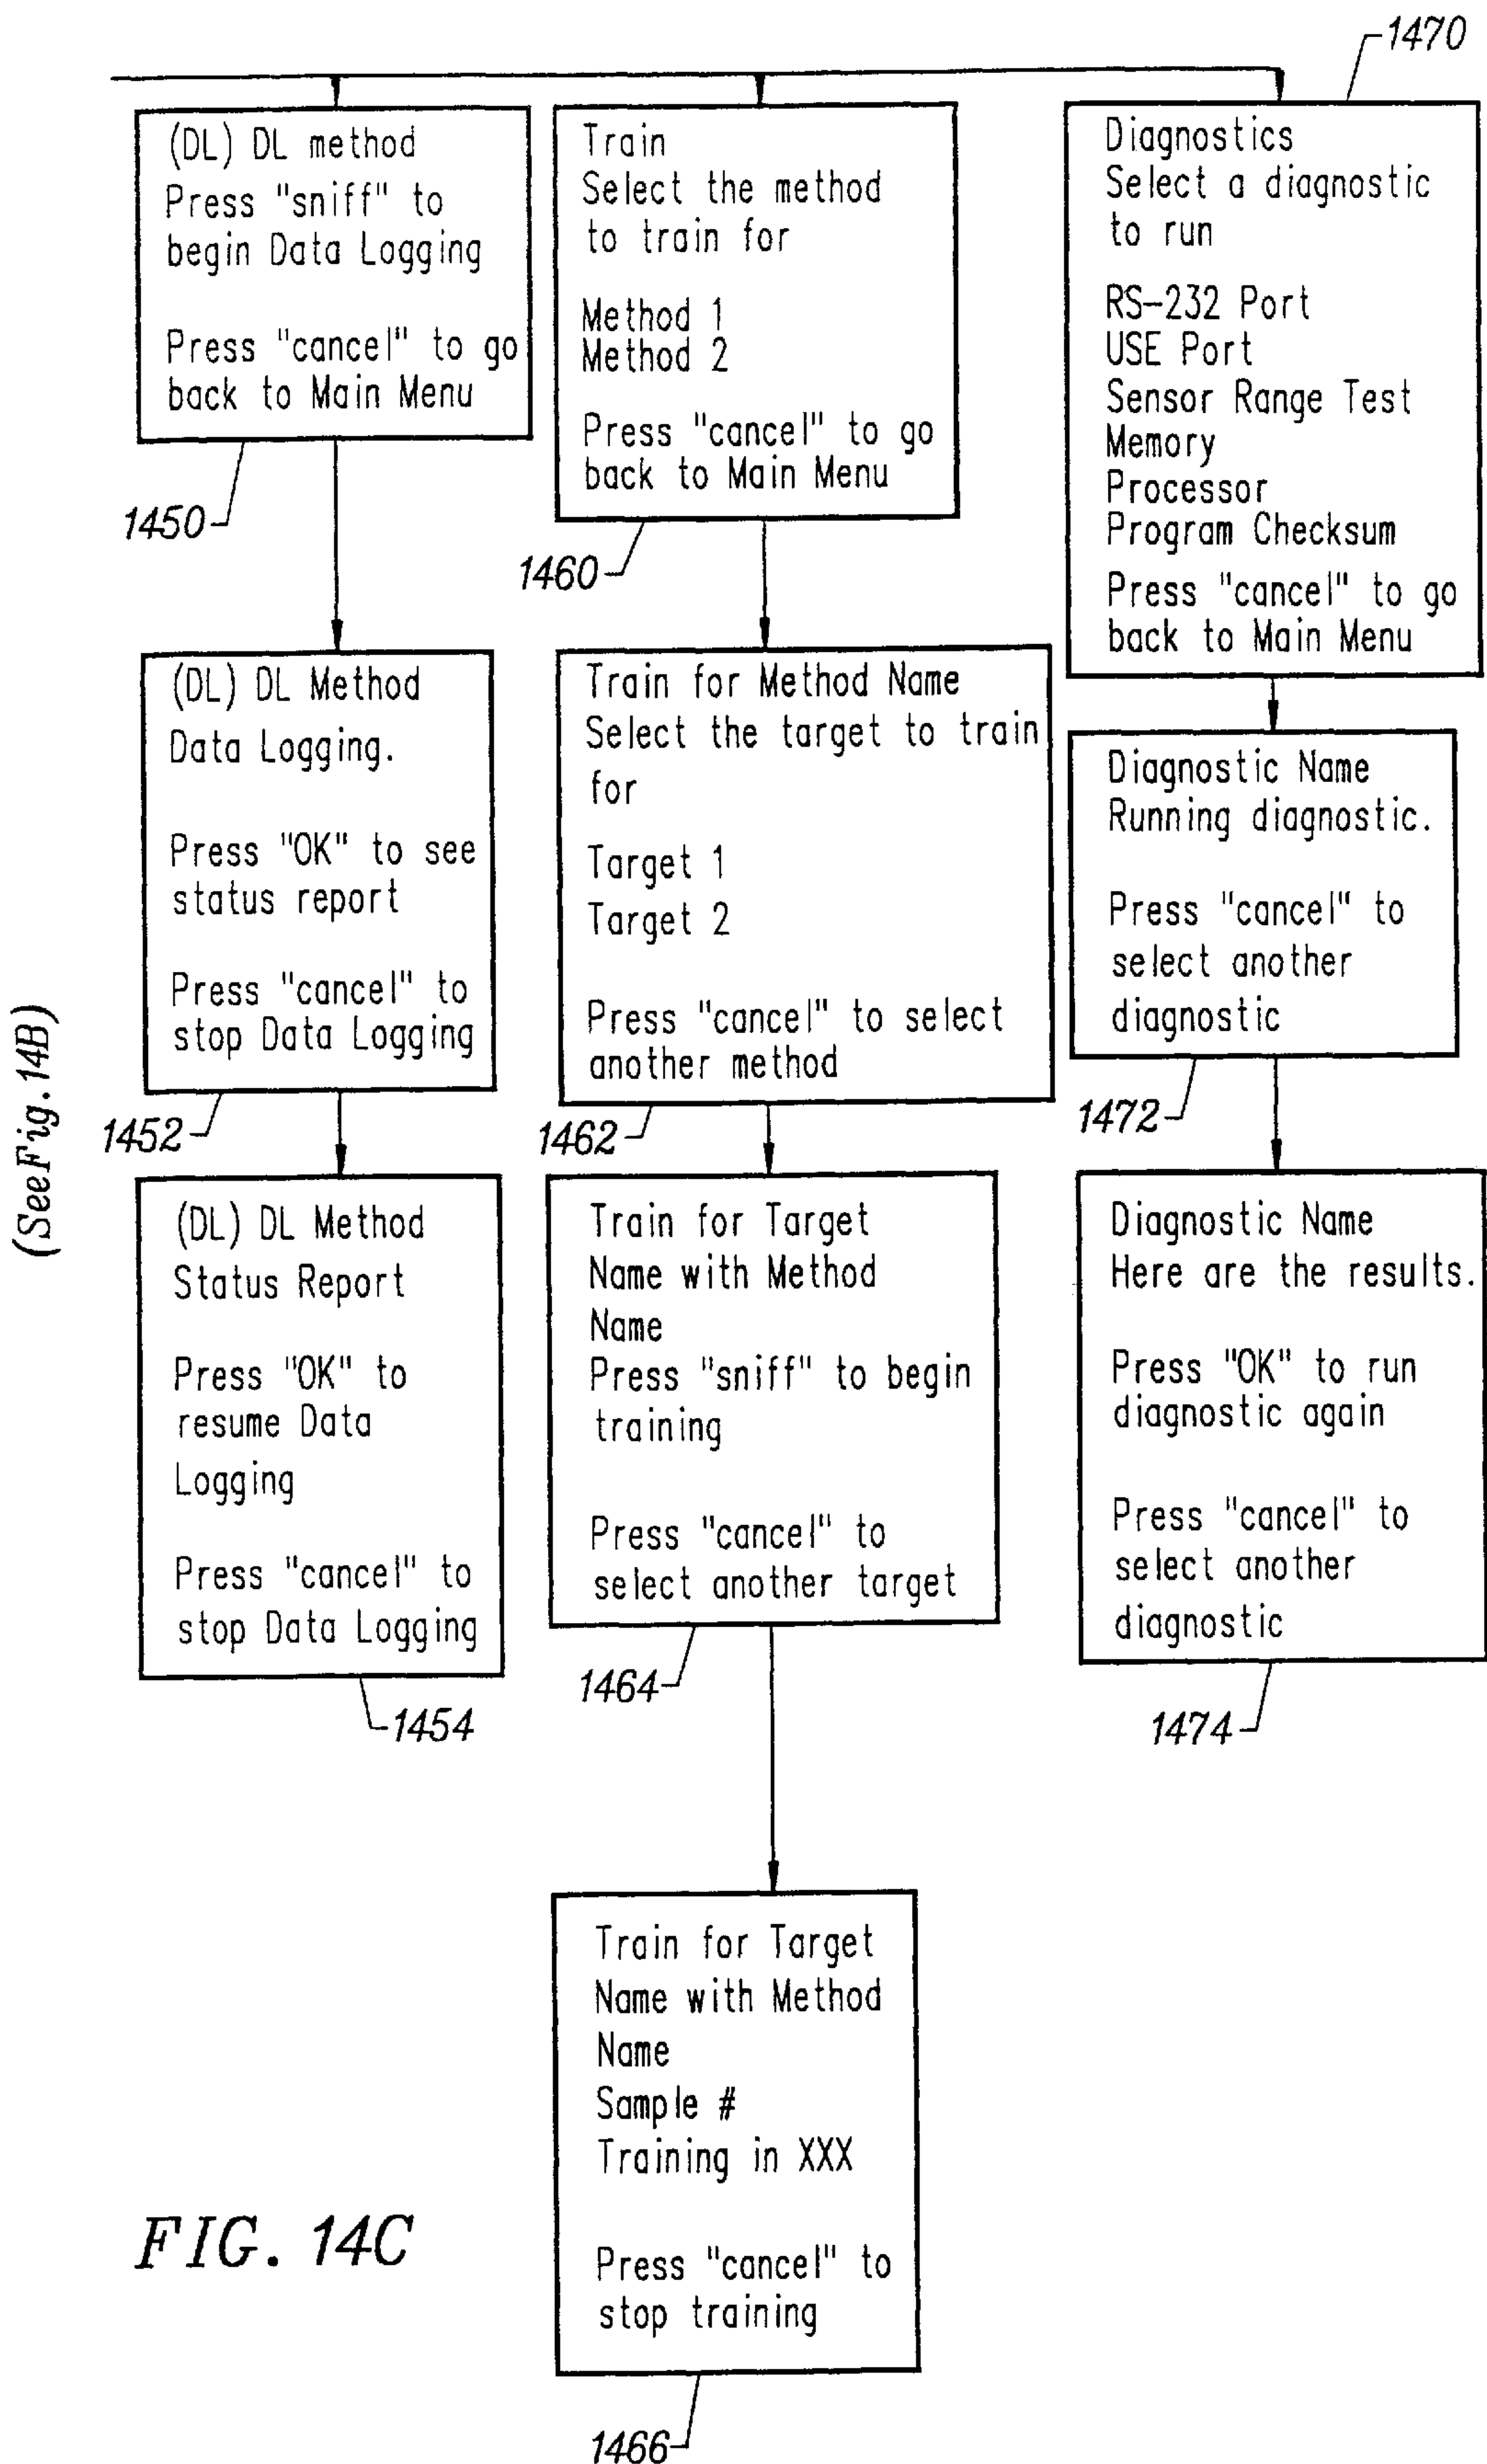 1470
(DL) DL method
Press "sniff" to
begin Data Logging
Press "cancel" to go
back to Main Menu
1450
(DL) DL Method
Data Logging.
Press "OK" to see
status report
Press "cancel" to
stop Data Logging
1452
(DL) DL Method
Status Report
Press "OK" to
resume Data
Logging
Press "cancel" to
stop Data Logging
1454
Train
Select the method
to train for
Method 1
Method 2
Press "cancel" to go
back to Main Menu
1460
Train for Method Name
Select the target to train
for
Target 1
Target 2
Press "cancel" to select
another method
1462
Train for Target
Name with Method
Name
Press "sniff" to begin
training
Press "cancel" to
select another target
1464
Train for Target
Name with Method
Name
Sample #
Training in XXX
Press "cancel" to
stop training
1466
Diagnostics
Select a diagnostic
to run
RS-232 Port
USE Port
Sensor Range Test
Memory
Processor
Program Checksum
Press "cancel" to go
back to Main Menu
Diagnostic Name
Running diagnostic.
Press "cancel" to
select another
diagnostic
1472
Diagnostic Name
Here are the results.
Press "OK" to run
diagnostic again
Press "cancel" to
select another
diagnostic
1474
(See Fig. 14B)
FIG. 14C